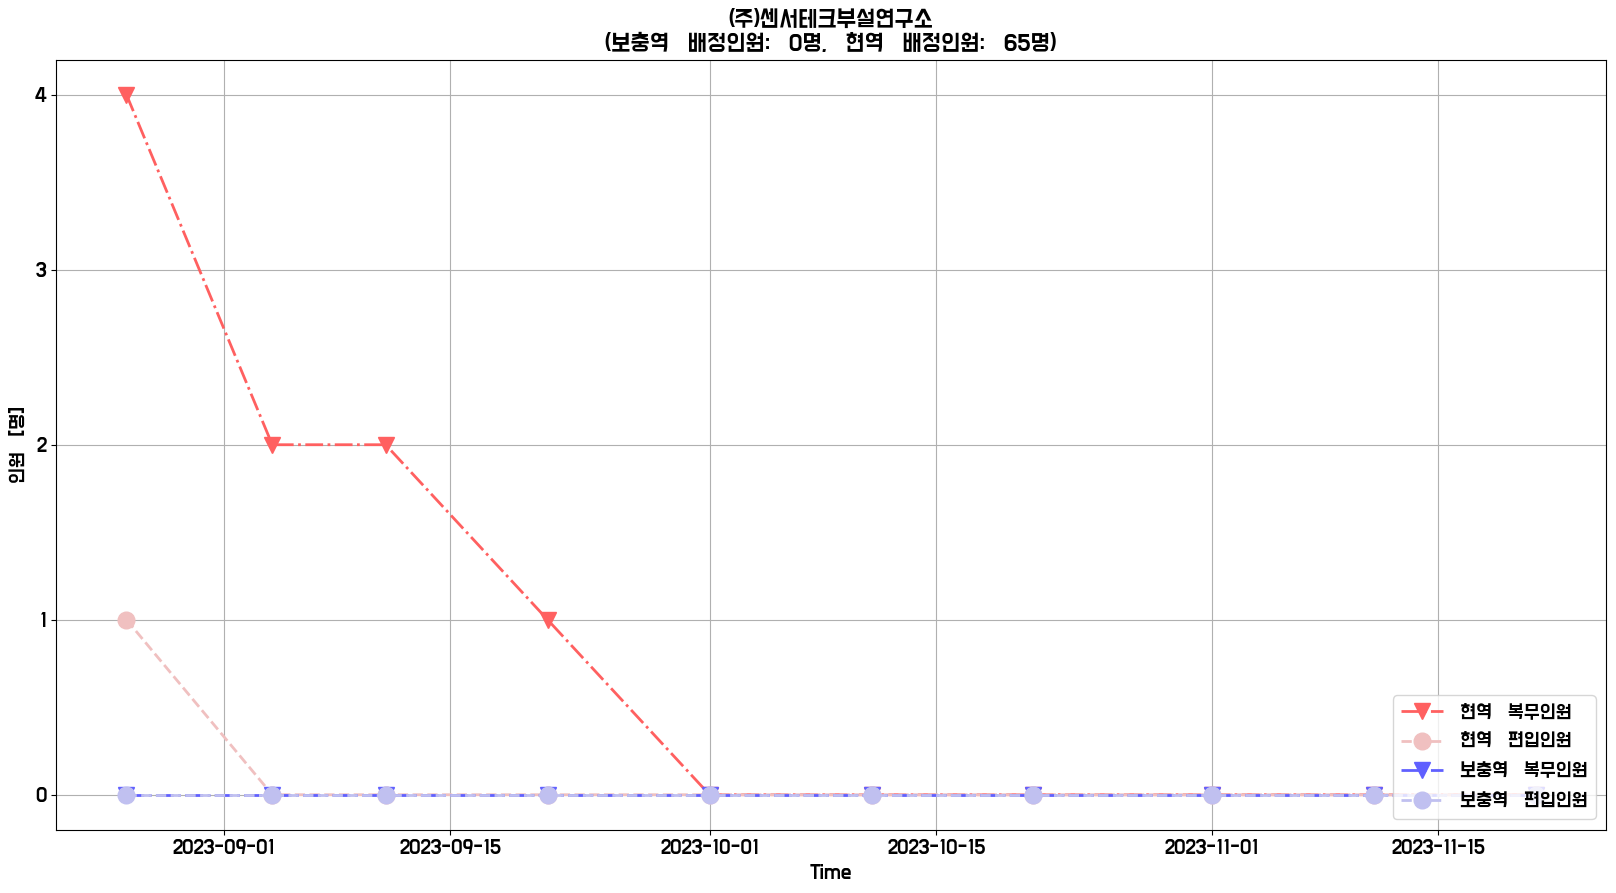 (주)센서테크부설연구소
(보충역 배정인원: 0명, 현역 배정인원: 65명)
인원 [명]
4
3
2
1
0
현역 복무인원
현역 편입인원
보충역 복무인원
보충역 편입인원
2023-09-01 2023-09-15 2023-10-01 2023-10-15 2023-11-01 2023-11-15
Time